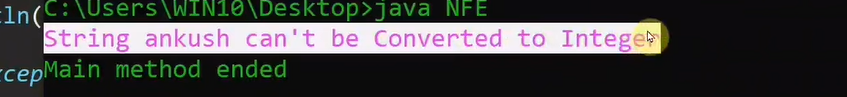 C:\Users\WIN10\Desktop>java NFE
ln(
String ankush can't be Converted to Integer
Main method ended